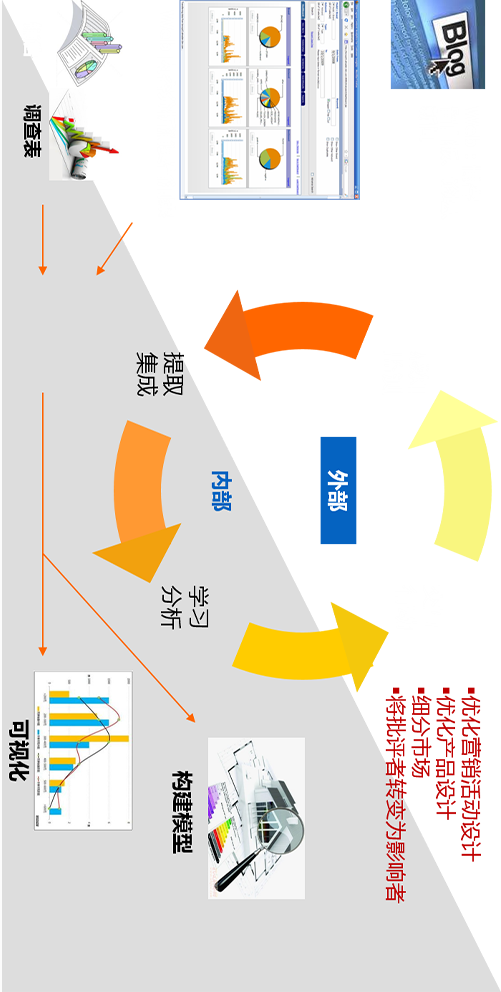 Blog
▪优化营销活动设计
▪优化产品设计
▪细分市场
▪将批评者转变为影响者
外部
内部
提取
集成
学习
分析
构建模型
调查表
可视化